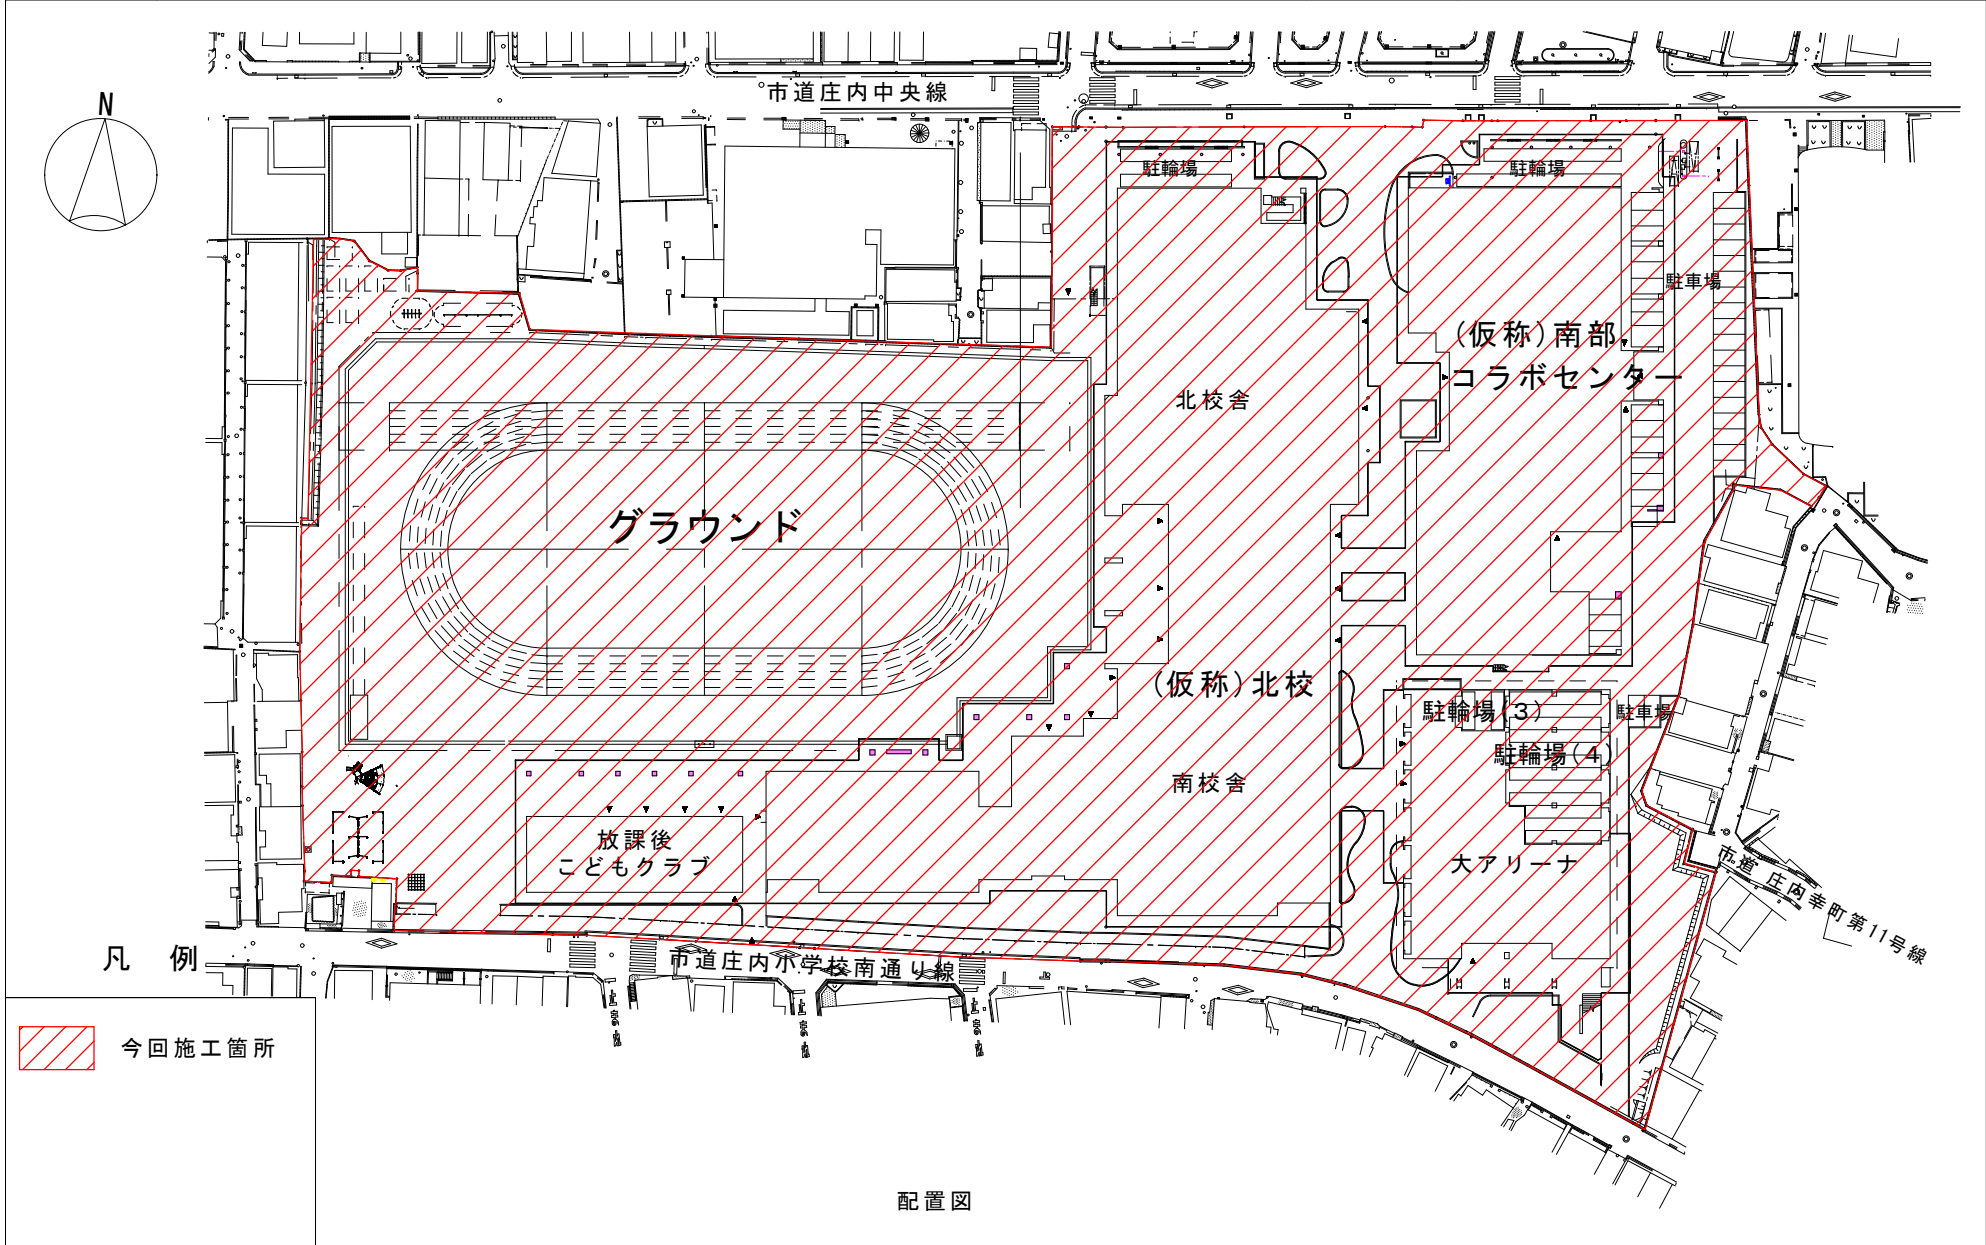 市道庄内中央線
N
駐輪場
駐輪場
駐車場
(仮称)南部
コラボセンター
北校舎
グラウンド
(仮称)北校
駐輪場(3)
駐車場
駐輪場(4)
南校舎
放課後
こどもクラブ
大アリーナ
市道 庄内幸町第11号線
凡 例
市道庄内小学校南通り線
今回施工箇所
配置図